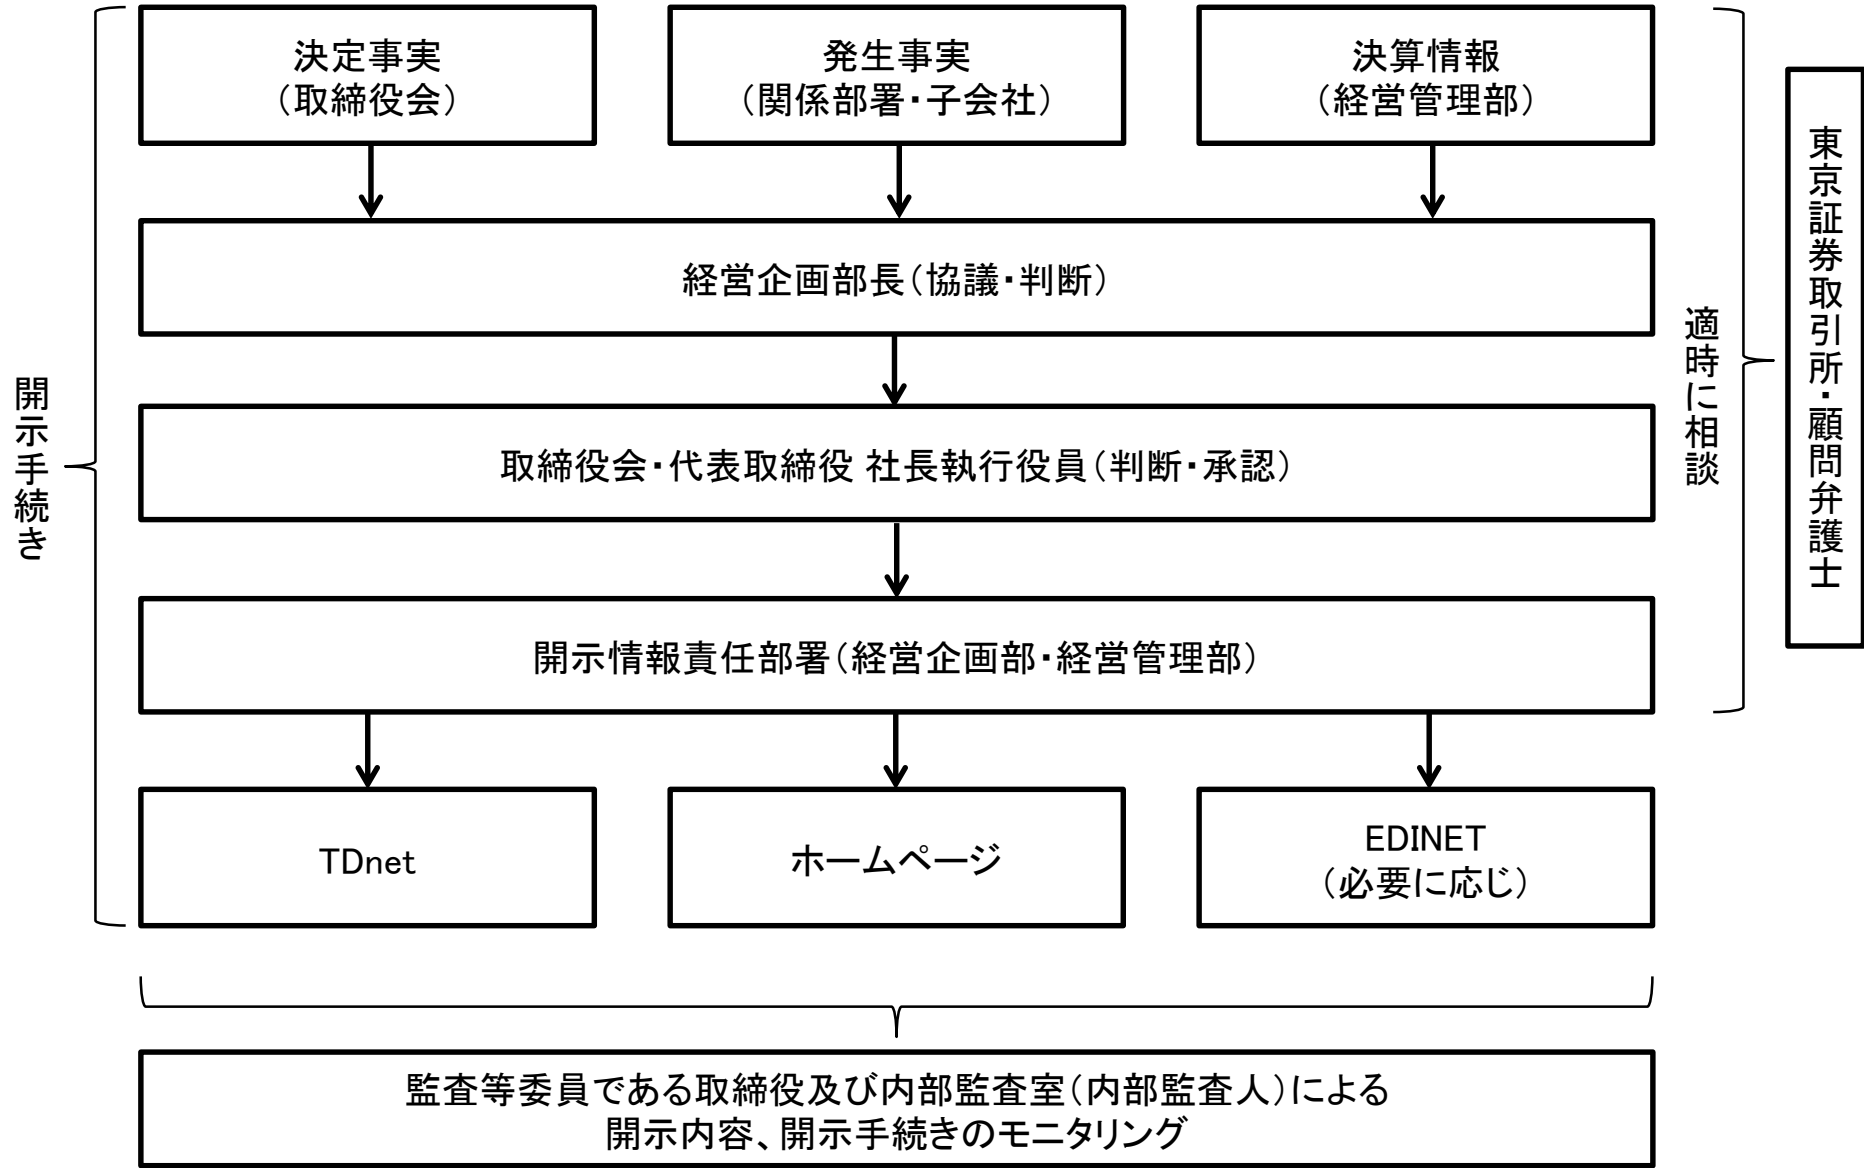 決定事実
（取締役会）
発生事実
（関係部署・子会社）
決算情報
（経営管理部）
経営企画部長（協議・判断）
取締役会・代表取締役 社長執行役員（判断・承認）
開示情報責任部署（経営企画部・経営管理部）
TDnet
ホームページ
EDINET
（必要に応じ）
開示手続き
適時に相談
東京証券取引所・顧問弁護士
監査等委員である取締役及び内部監査室（内部監査人）による
開示内容、開示手続きのモニタリング